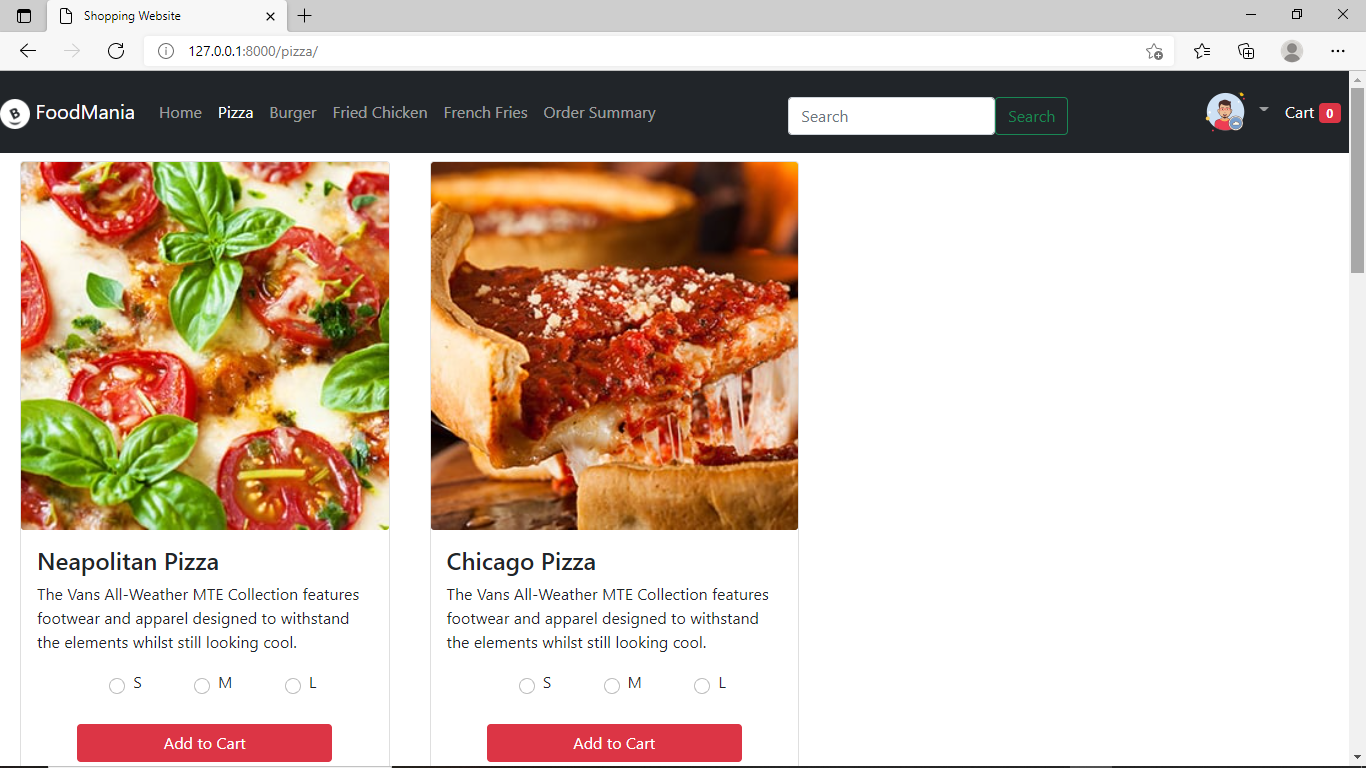 Shopping Website
127.0.0.1:8000/pizza/
B FoodMania Home Pizza Burger Fried Chicken French Fries Order Summary Search Search Cart 0
Neapolitan Pizza
The Vans All-Weather MTE Collection features
footwear and apparel designed to withstand
the elements whilst still looking cool.
S M L
Add to Cart
Chicago Pizza
The Vans All-Weather MTE Collection features
footwear and apparel designed to withstand
the elements whilst still looking cool.
S M L
Add to Cart